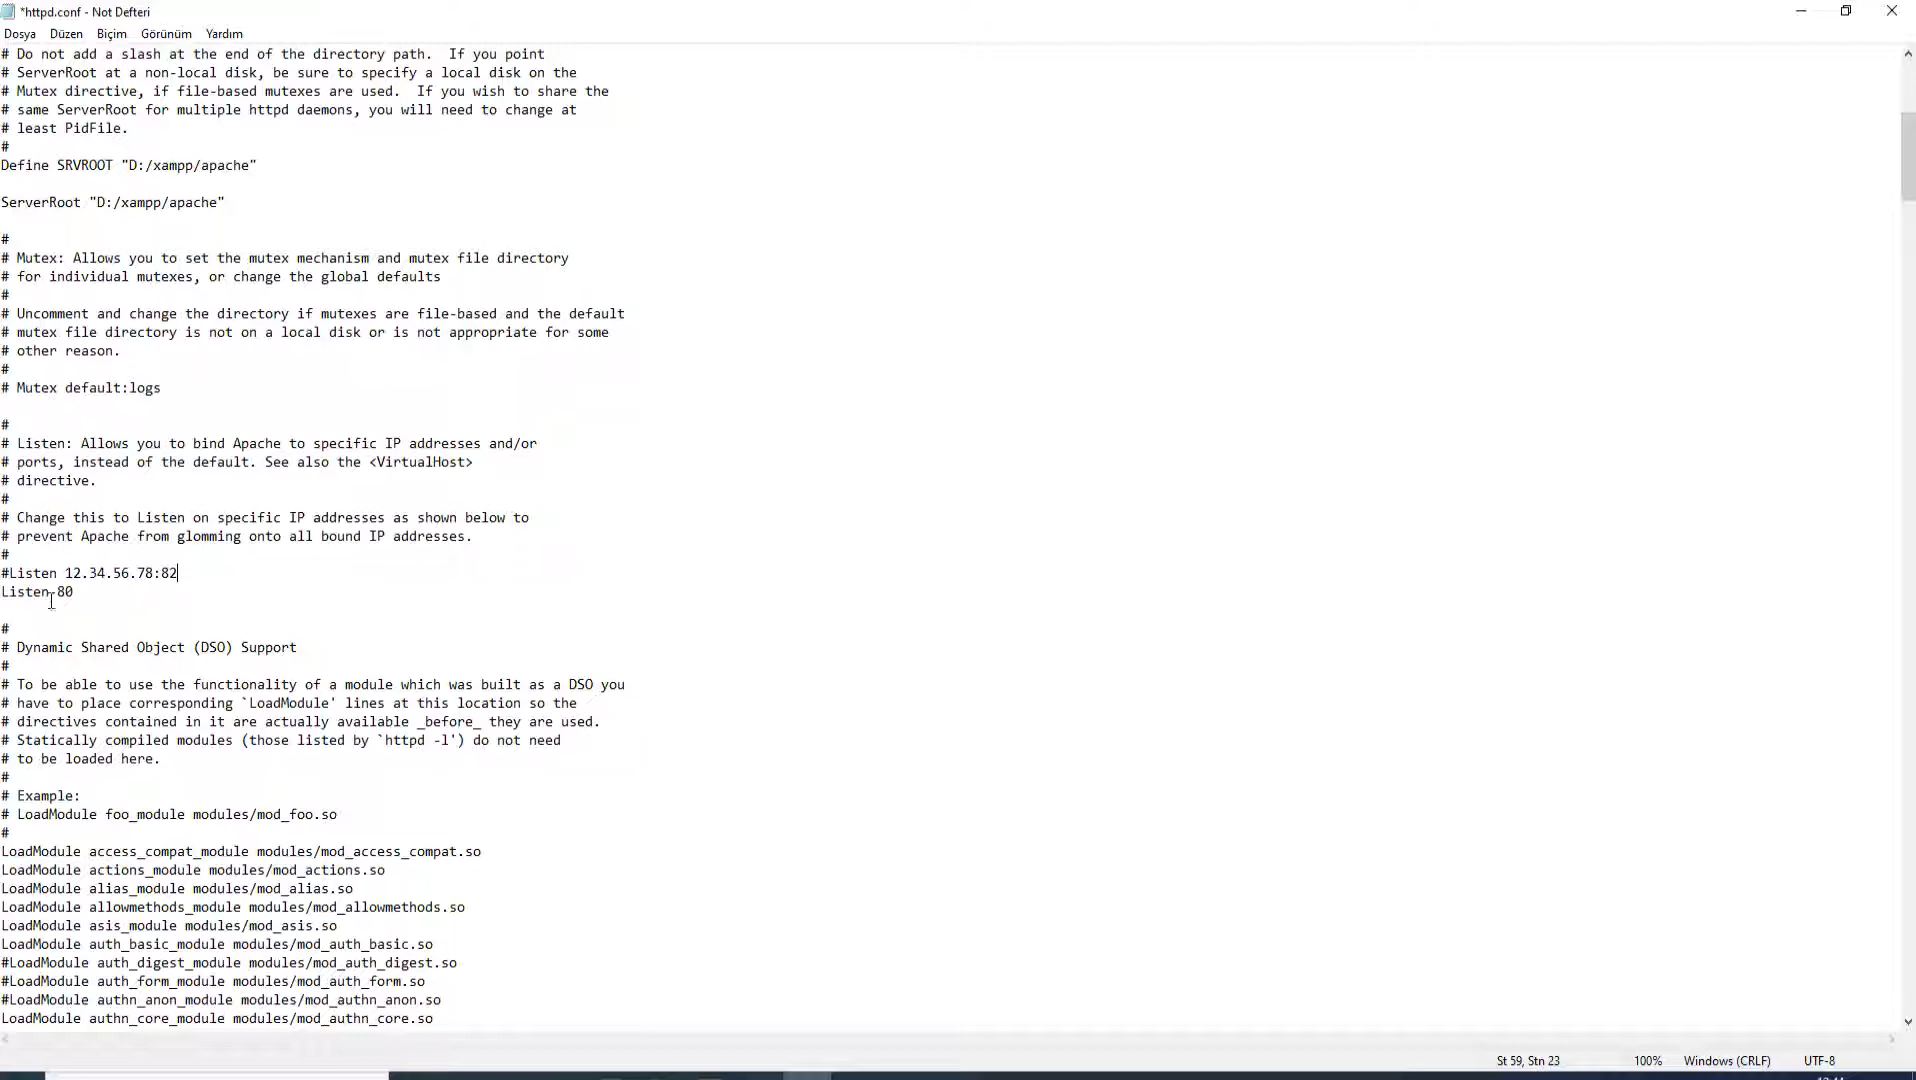 *httpd.conf - Not Defteri
Dosya Düzen Biçim Görünüm Yardım
# Do not add a slash at the end of the directory path.  If you point
# ServerRoot at a non-local disk, be sure to specify a local disk on the
# Mutex directive, if file-based mutexes are used.  If you wish to share the
# same ServerRoot for multiple httpd daemons, you will need to change at
# least PidFile.
#
Define SRVROOT "D:/xampp/apache"
ServerRoot "D:/xampp/apache"
#
# Mutex: Allows you to set the mutex mechanism and mutex file directory
# for individual mutexes, or change the global defaults
#
# Uncomment and change the directory if mutexes are file-based and the default
# mutex file directory is not on a local disk or is not appropriate for some
# other reason.
#
# Mutex default:logs
#
# Listen: Allows you to bind Apache to specific IP addresses and/or
# ports, instead of the default. See also the <VirtualHost>
# directive.
#
# Change this to Listen on specific IP addresses as shown below to
# prevent Apache from glomming onto all bound IP addresses.
#
#Listen 12.34.56.78:82
Listen 80
#
# Dynamic Shared Object (DSO) Support
#
# To be able to use the functionality of a module which was built as a DSO you
# have to place corresponding `LoadModule' lines at this location so the
# directives contained in it are actually available _before_ they are used.
# Statically compiled modules (those listed by `httpd -l') do not need
# to be loaded here.
#
# Example:
# LoadModule foo_module modules/mod_foo.so
#
LoadModule access_compat_module modules/mod_access_compat.so
LoadModule actions_module modules/mod_actions.so
LoadModule alias_module modules/mod_alias.so
LoadModule allowmethods_module modules/mod_allowmethods.so
LoadModule asis_module modules/mod_asis.so
LoadModule auth_basic_module modules/mod_auth_basic.so
#LoadModule auth_digest_module modules/mod_auth_digest.so
#LoadModule auth_form_module modules/mod_auth_form.so
#LoadModule authn_anon_module modules/mod_authn_anon.so
LoadModule authn_core_module modules/mod_authn_core.so
St 59, Stn 23 100% Windows (CRLF) UTF-8